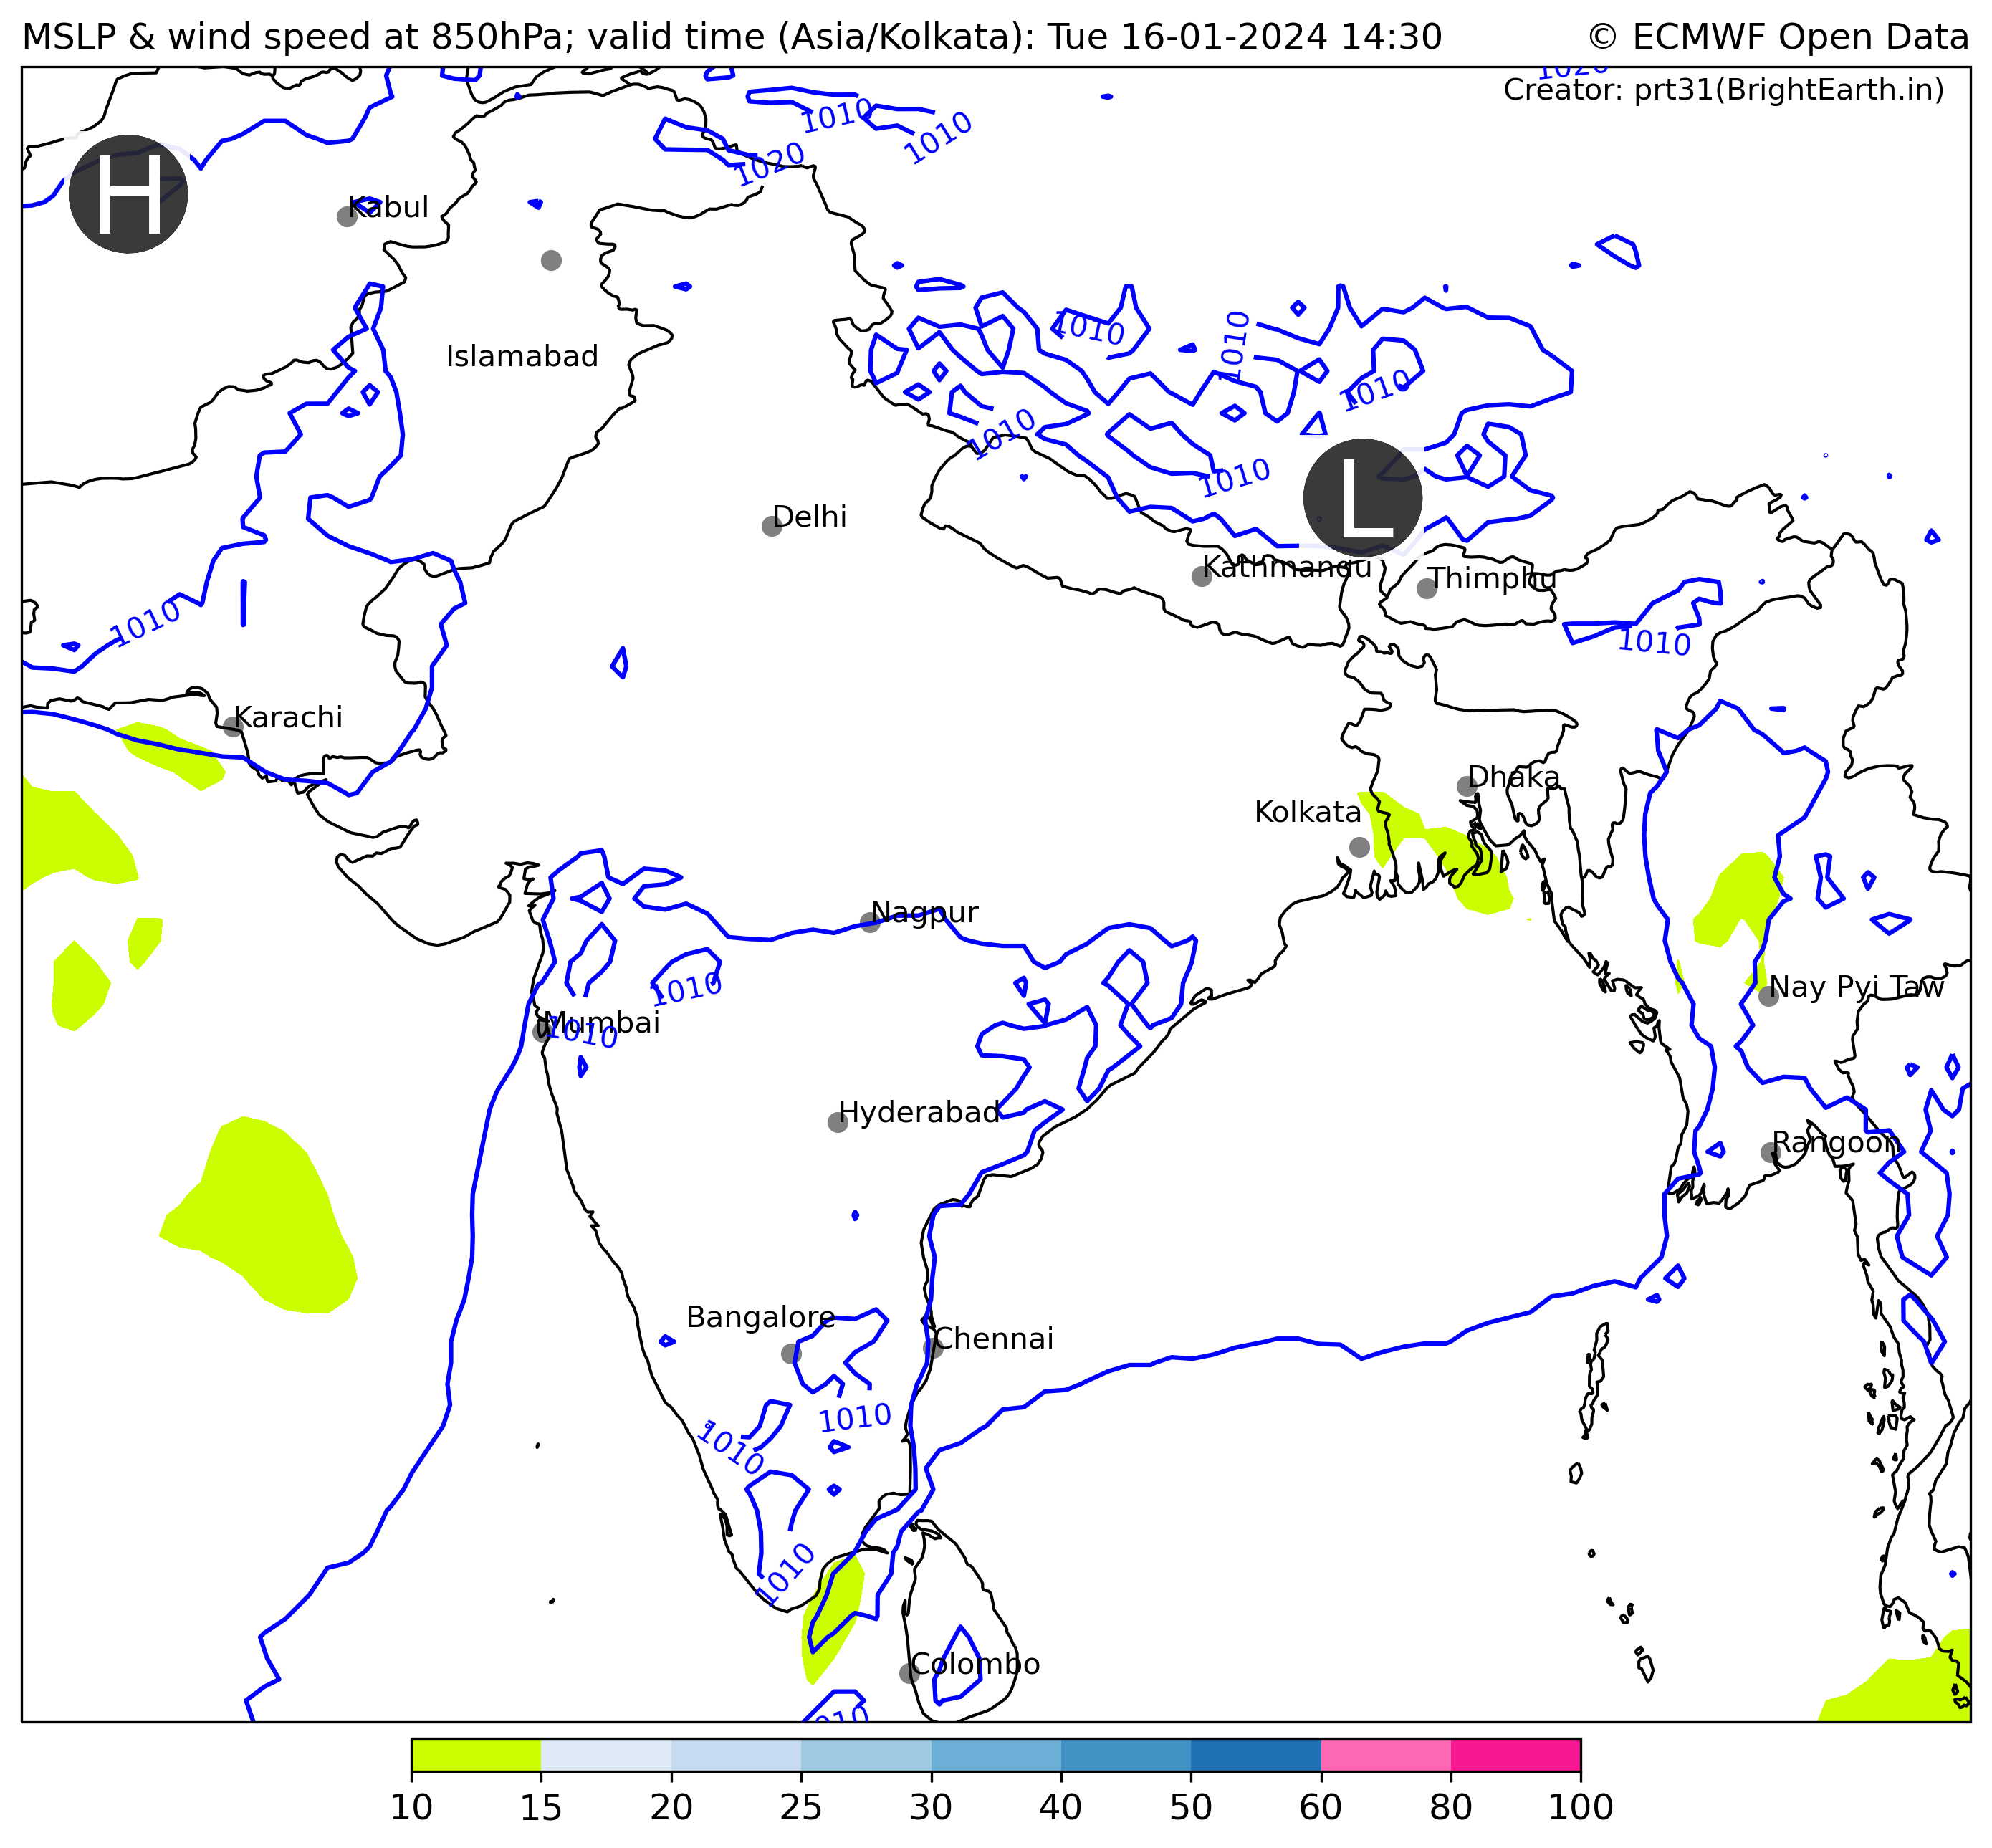 MSLP & wind speed at 850hPa; valid time (Asia/Kolkata): Tue 16-01-2024 14:30
© ECMWF Open Data
1020
Creator: prt31(BrightEarth.in)
1010
1010
1020
H
Kabul
1010
1010
Islamabad
1010
1010
1010
L
Delhi
Kathmandu
Thimphu
1010
1010
Karachi
Dhaka
Kolkata
Nagpur
1010
Nay Pyi Taw
Mumbai
1010
Hyderabad
Rangoon
Bangalore
Chennai
1010
1010
1010
Colombo
1010
10 15 20 25 30 40 50 60 80 100